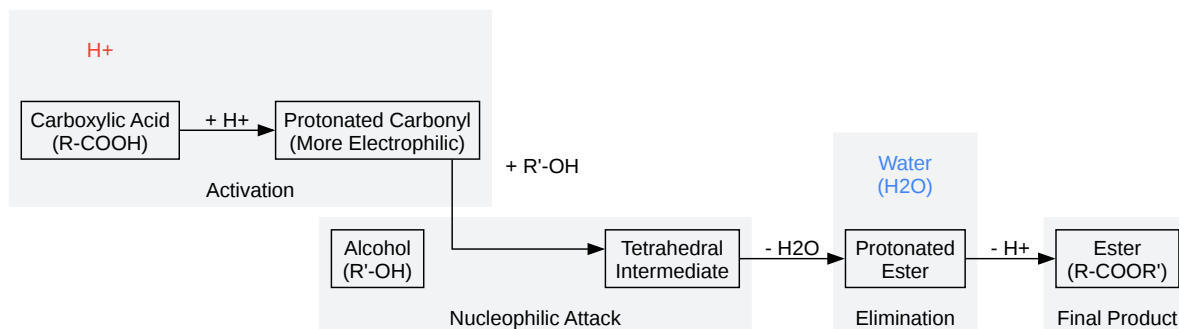 H+
Carboxylic Acid
(R-COOH)
+ H+
Protonated Carbonyl
(More Electrophilic)
Activation
+ R'-OH
Alcohol
(R'-OH)
Tetrahedral
Intermediate
Nucleophilic Attack
- H2O
Water
(H2O)
Protonated
Ester
Elimination
- H+
Ester
(R-COOR')
Final Product